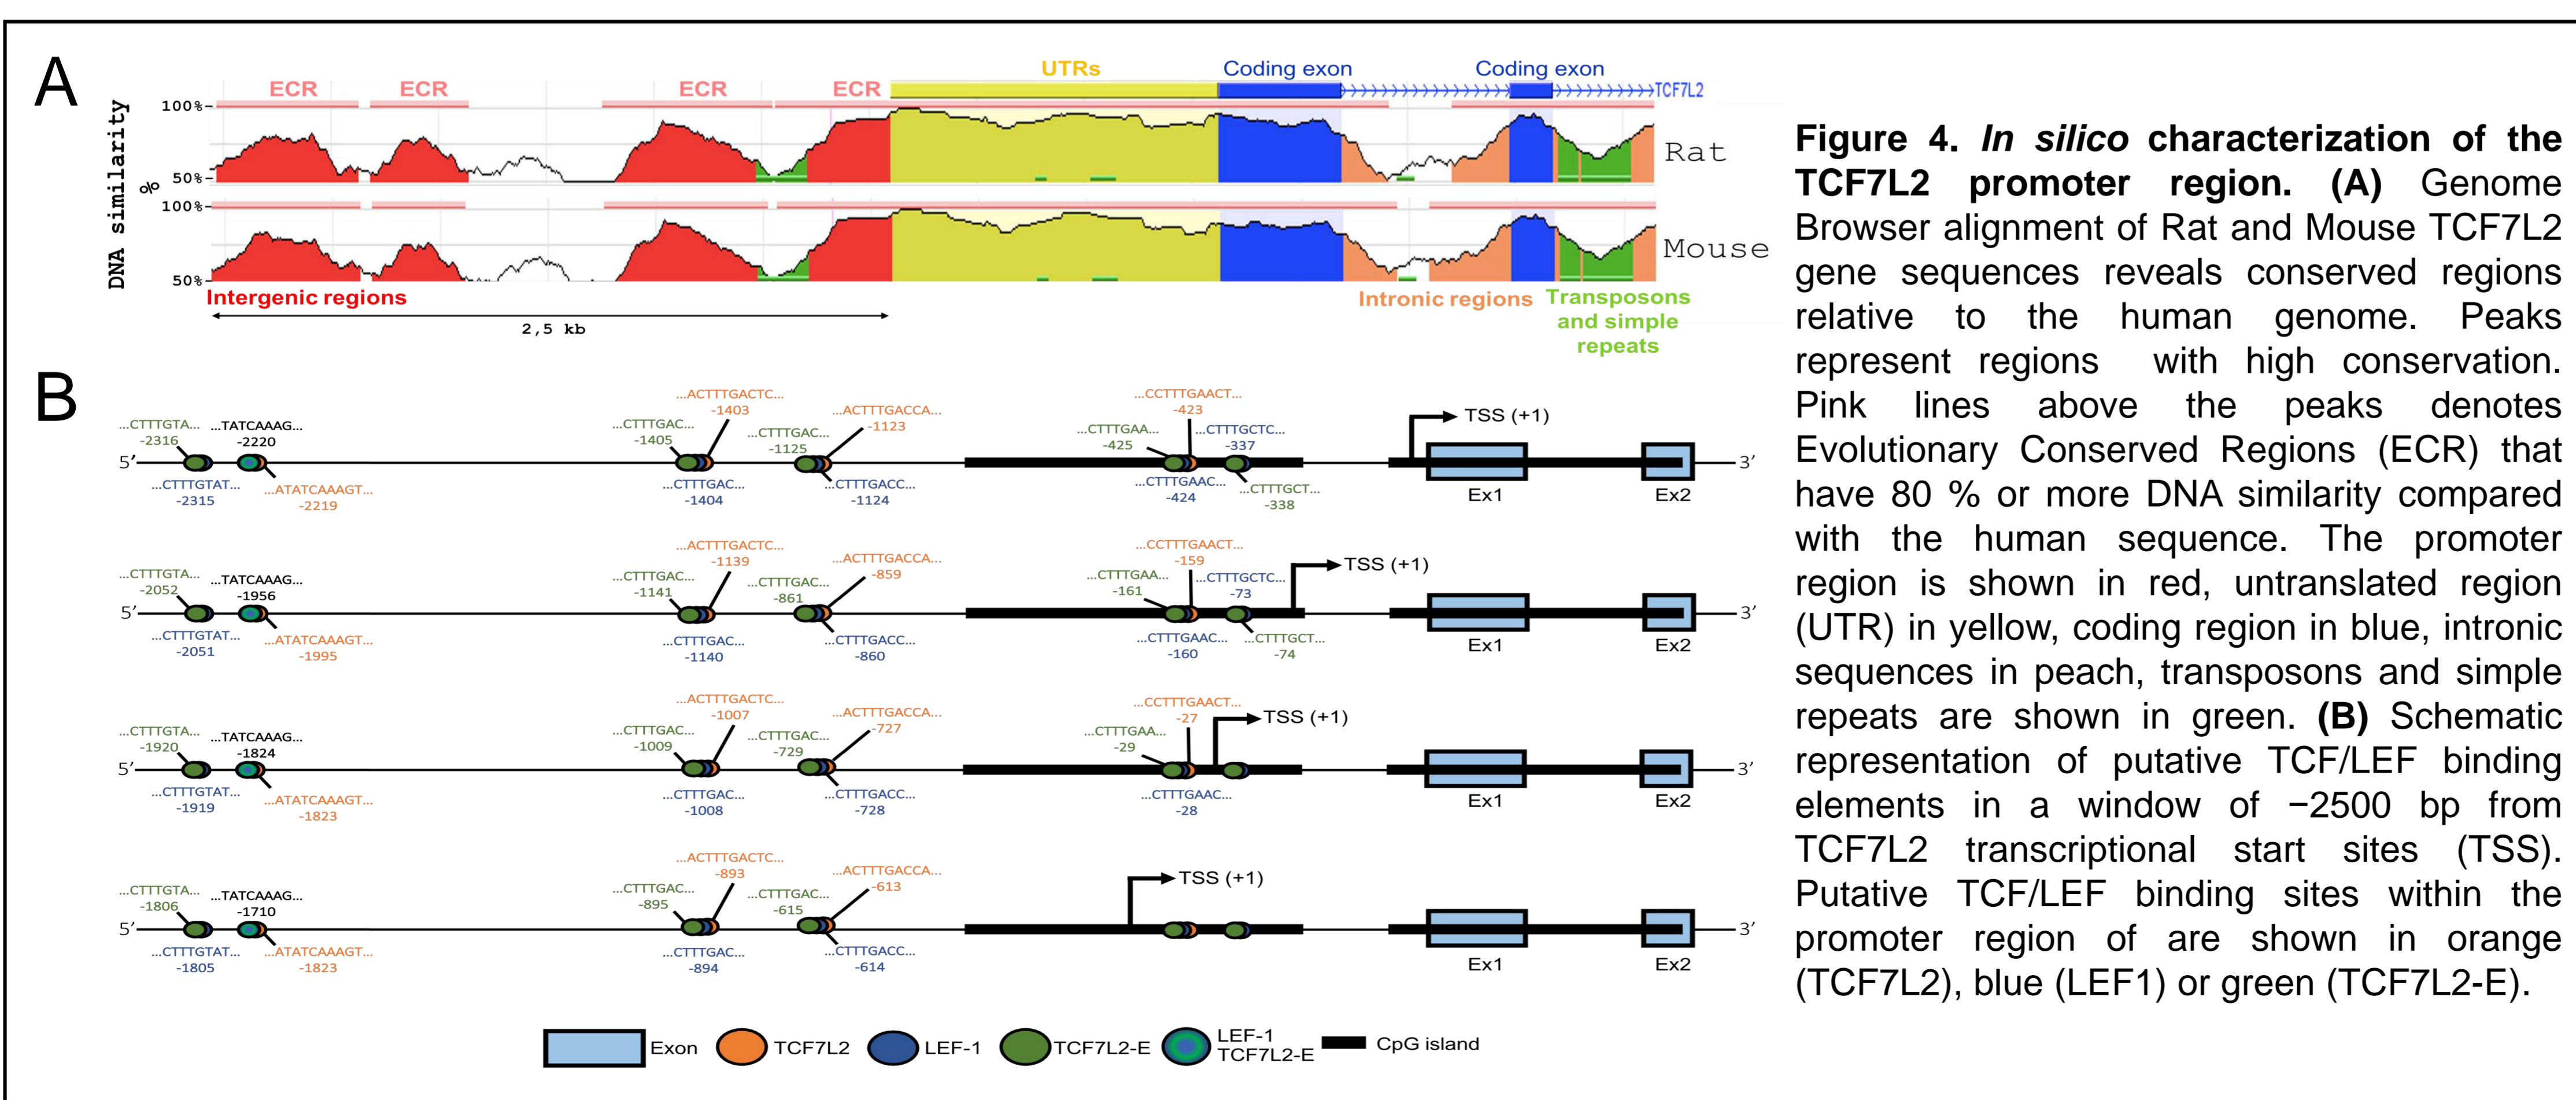 A
ECR ECR ECR ECR UTRs Coding exon Coding exon
TCF7L2
DNA similarity
%
100%
50%
Rat
100%
50%
Mouse
Intergenic regions
Intronic regions
Transposons
and simple
repeats
2,5 kb
B
...CTTTGTA...
-2316
...TATCAAAG...
-2220
...CTTTGAC...
-1405
...ACTTTGACTC...
-1403
...CTTTGAC...
-1125
...ACTTTGACCA...
-1123
...CTTTGAA...
-425
...CCTTTGAACT...
-423
...CTTTGCTC...
-337
TSS (+1)
5’
3’
...CTTTGTAT...
-2315
...ATATCAAAGT...
-2219
...CTTTGAC...
-1404
...CTTTGACC...
-1124
...CTTTGAAC...
-424
...CTTTGCT...
-338
Ex1
Ex2
...CTTTGTA...
-2052
...TATCAAAG...
-1956
...CTTTGAC...
-1141
...ACTTTGACTC...
-1139
...CTTTGAC...
-861
...ACTTTGACCA...
-859
...CTTTGAA...
-161
...CCTTTGAACT...
-159
...CTTTGCTC...
-73
TSS (+1)
5’
3’
...CTTTGTAT...
-2051
...ATATCAAAGT...
-1995
...CTTTGAC...
-1140
...CTTTGACC...
-860
...CTTTGAAC...
-160
...CTTTGCT...
-74
Ex1
Ex2
...CTTTGTA...
-1920
...TATCAAAG...
-1824
...CTTTGAC...
-1009
...ACTTTGACTC...
-1007
...CTTTGAC...
-729
...ACTTTGACCA...
-727
...CTTTGAA...
-29
...CCTTTGAACT...
-27
TSS (+1)
5’
3’
...CTTTGTAT...
-1919
...ATATCAAAGT...
-1823
...CTTTGAC...
-1008
...CTTTGACC...
-728
...CTTTGAAC...
-28
Ex1
Ex2
...CTTTGTA...
-1806
...TATCAAAG...
-1710
...CTTTGAC...
-895
...ACTTTGACTC...
-893
...CTTTGAC...
-615
...ACTTTGACCA...
-613
TSS (+1)
5’
3’
...CTTTGTAT...
-1805
...ATATCAAAGT...
-1823
...CTTTGAC...
-894
...CTTTGACC...
-614
Ex1
Ex2
Exon
TCF7L2
LEF-1
TCF7L2-E
LEF-1
TCF7L2-E
CpG island
Figure 4. In silico characterization of the
TCF7L2 promoter region. (A) Genome
Browser alignment of Rat and Mouse TCF7L2
gene sequences reveals conserved regions
relative to the human genome. Peaks
represent regions with high conservation.
Pink lines above the peaks denotes
Evolutionary Conserved Regions (ECR) that
have 80 % or more DNA similarity compared
with the human sequence. The promoter
region is shown in red, untranslated region
(UTR) in yellow, coding region in blue, intronic
sequences in peach, transposons and simple
repeats are shown in green. (B) Schematic
representation of putative TCF/LEF binding
elements in a window of −2500 bp from
TCF7L2 transcriptional start sites (TSS).
Putative TCF/LEF binding sites within the
promoter region of are shown in orange
(TCF7L2), blue (LEF1) or green (TCF7L2-E).